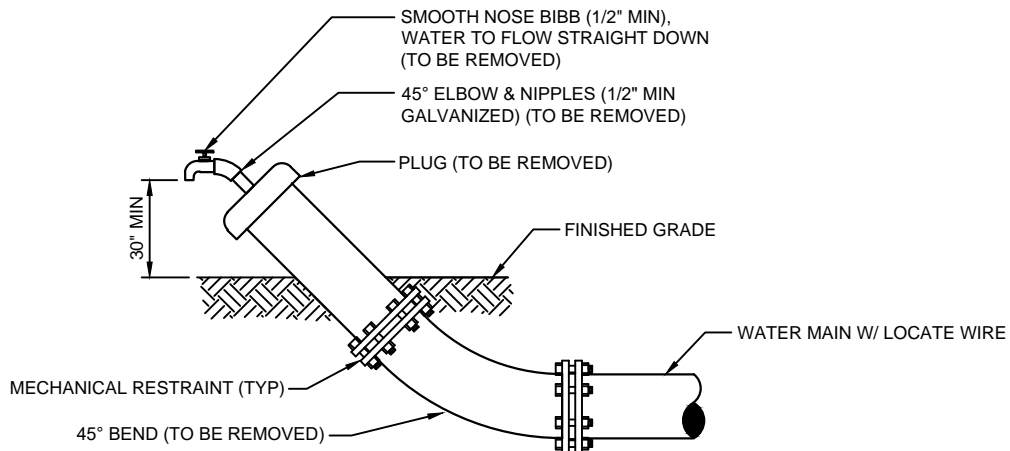 SMOOTH NOSE BIBB (1/2" MIN),
WATER TO FLOW STRAIGHT DOWN
(TO BE REMOVED)
45° ELBOW & NIPPLES (1/2" MIN
GALVANIZED) (TO BE REMOVED)
PLUG (TO BE REMOVED)
30" MIN
FINISHED GRADE
WATER MAIN W/ LOCATE WIRE
MECHANICAL RESTRAINT (TYP)
45° BEND (TO BE REMOVED)